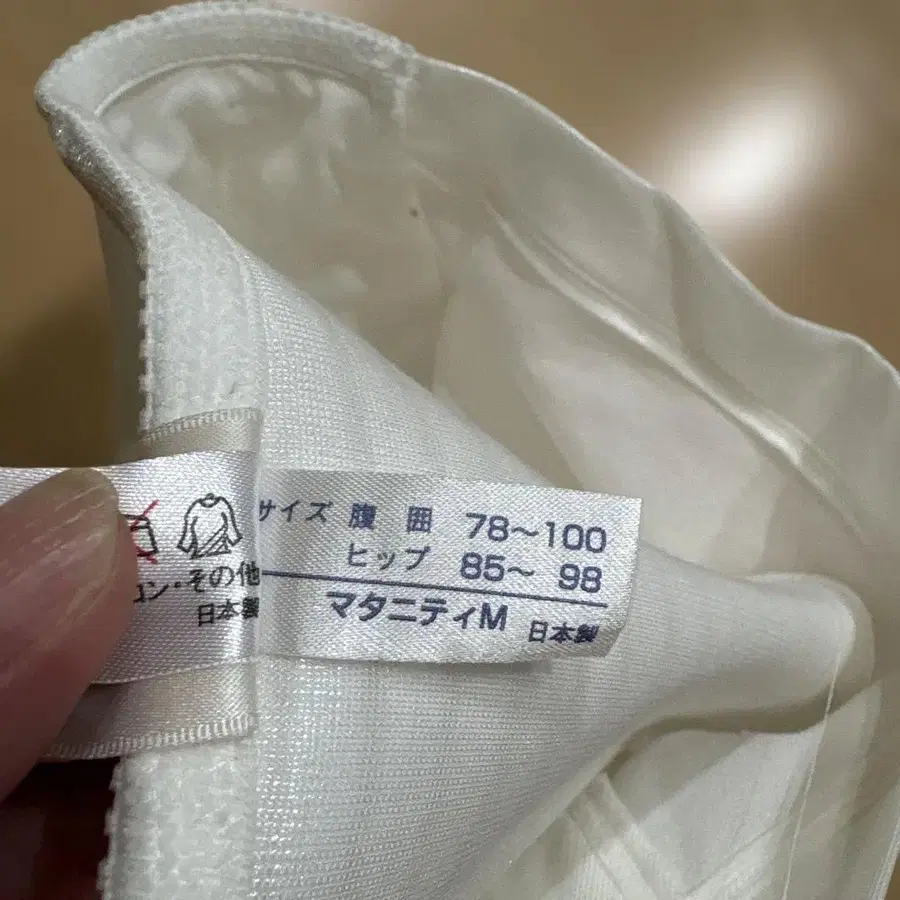 サイズ 腹囲 78～100
ヒップ 85～98
マタニティM 日本製
コン・その他
日本製